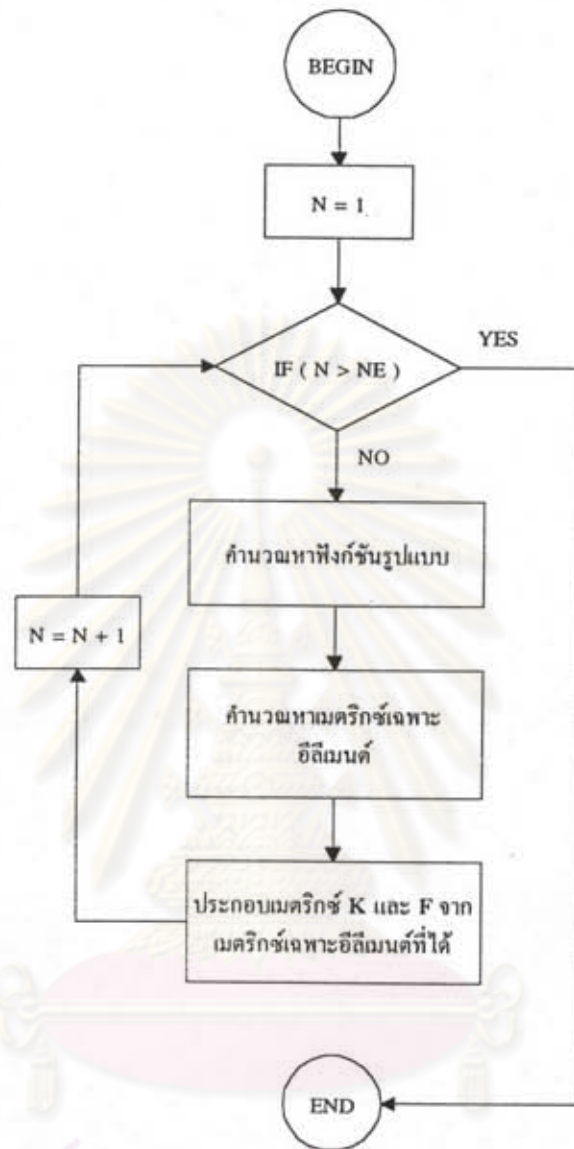 BEGIN
N = 1
IF ( N > NE )
YES
NO
คำนวณหาฟังก์ชันรูปแบบ
N = N + 1
คำนวณหาเมตริกซ์เฉพาะ
อีลีเมนต์
ประกอบเมตริกซ์ K และ F จาก
เมตริกซ์เฉพาะอีลีเมนต์ที่ได้
END